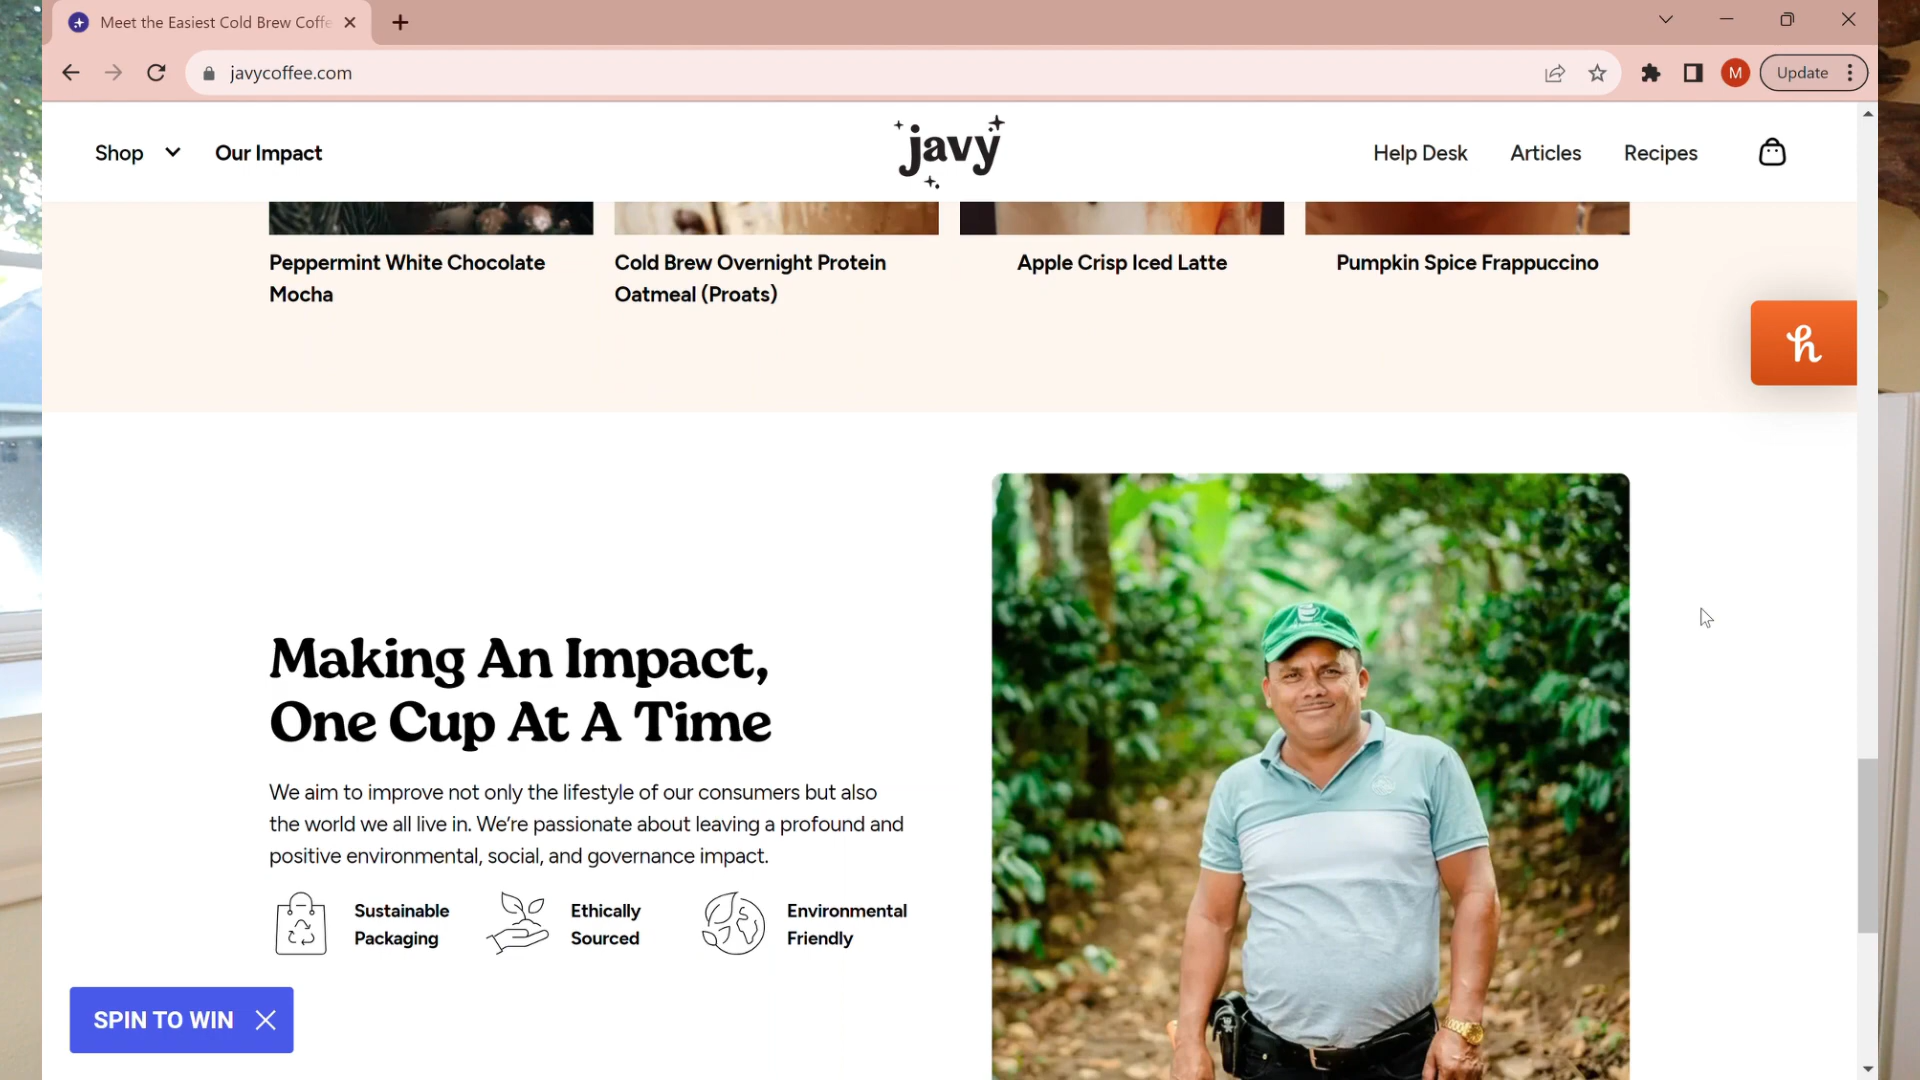 Meet the Easiest Cold Brew Coffe
javycoffee.com
M
Update
Shop
Our Impact
javy
Help Desk
Articles
Recipes
Peppermint White Chocolate
Mocha
Cold Brew Overnight Protein
Oatmeal (Proats)
Apple Crisp Iced Latte
Pumpkin Spice Frappuccino
h
Making An Impact,
One Cup At A Time
We aim to improve not only the lifestyle of our consumers but also
the world we all live in. We're passionate about leaving a profound and
positive environmental, social, and governance impact.
Sustainable
Packaging
Ethically
Sourced
Environmental
Friendly
SPIN TO WIN